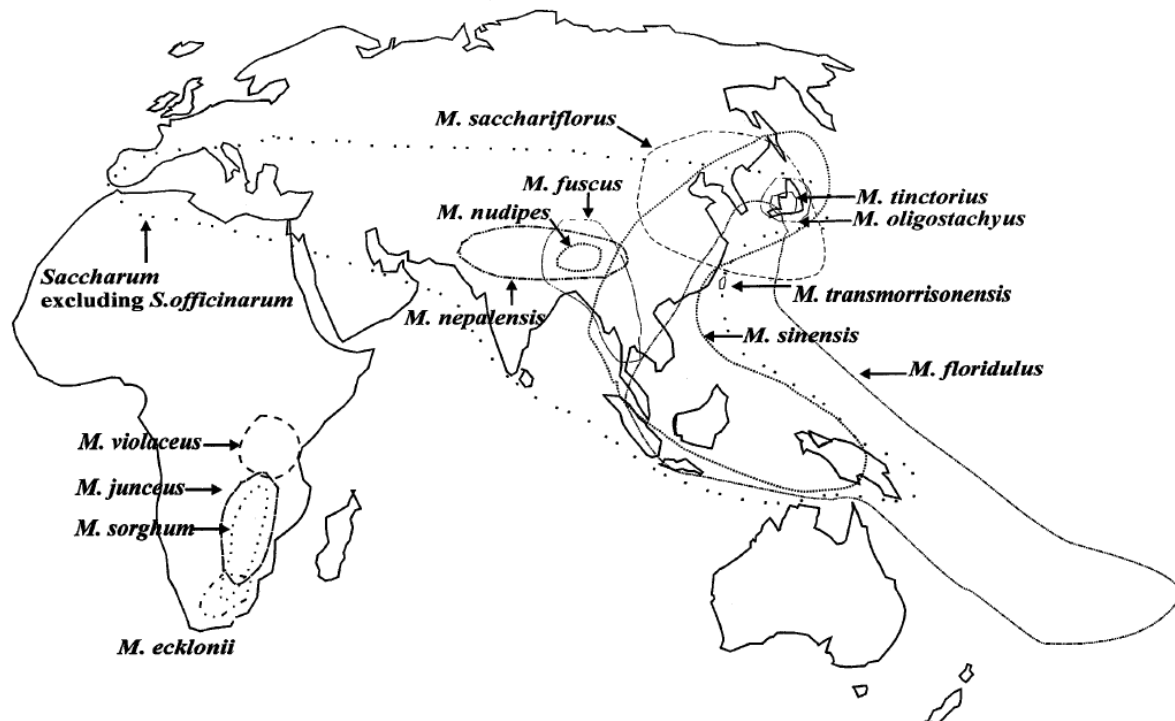 M. sacchariflorus
M. fuscus
M. nudipes
M. tinctorius
M. oligostachyus
Saccharum
excluding S.officinarum
M. nepalensis
M. transmorrisonensis
M. sinensis
M. floridulus
M. violaceus
M. junceus
M. sorghum
M. ecklonii